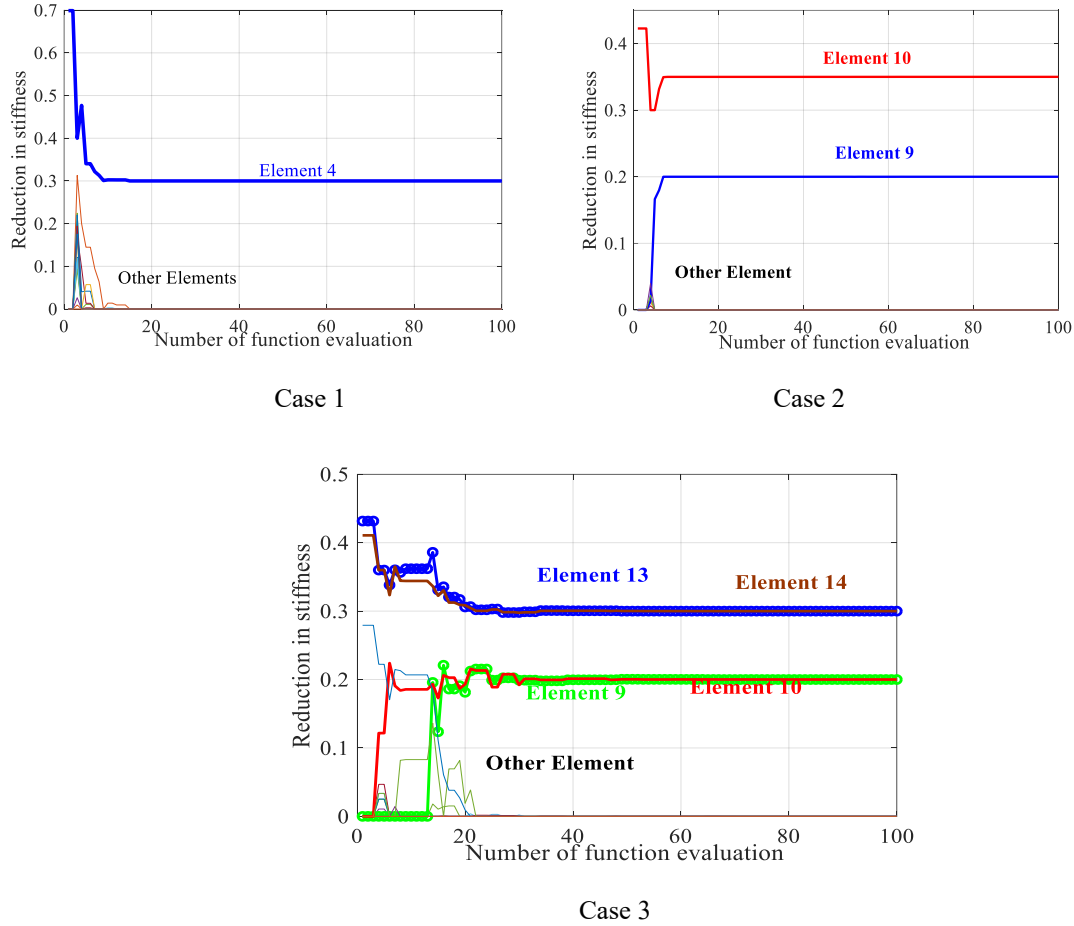 0.7
0.6
0.5
0.4
0.3
0.2
0.1
0
Reduction in stiffness
Element 4
Other Elements
0 20 40 60 80 100
Number of function evaluation
Case 1
0.4
0.3
0.2
0.1
0
Reduction in stiffness
Element 10
Element 9
Other Element
0 20 40 60 80 100
Number of function evaluation
Case 2
0.5
0.4
0.3
0.2
0.1
0
Reduction in stiffness
Element 13
Element 14
Element 9
Element 10
Other Element
0 20 40 60 80 100
Number of function evaluation
Case 3